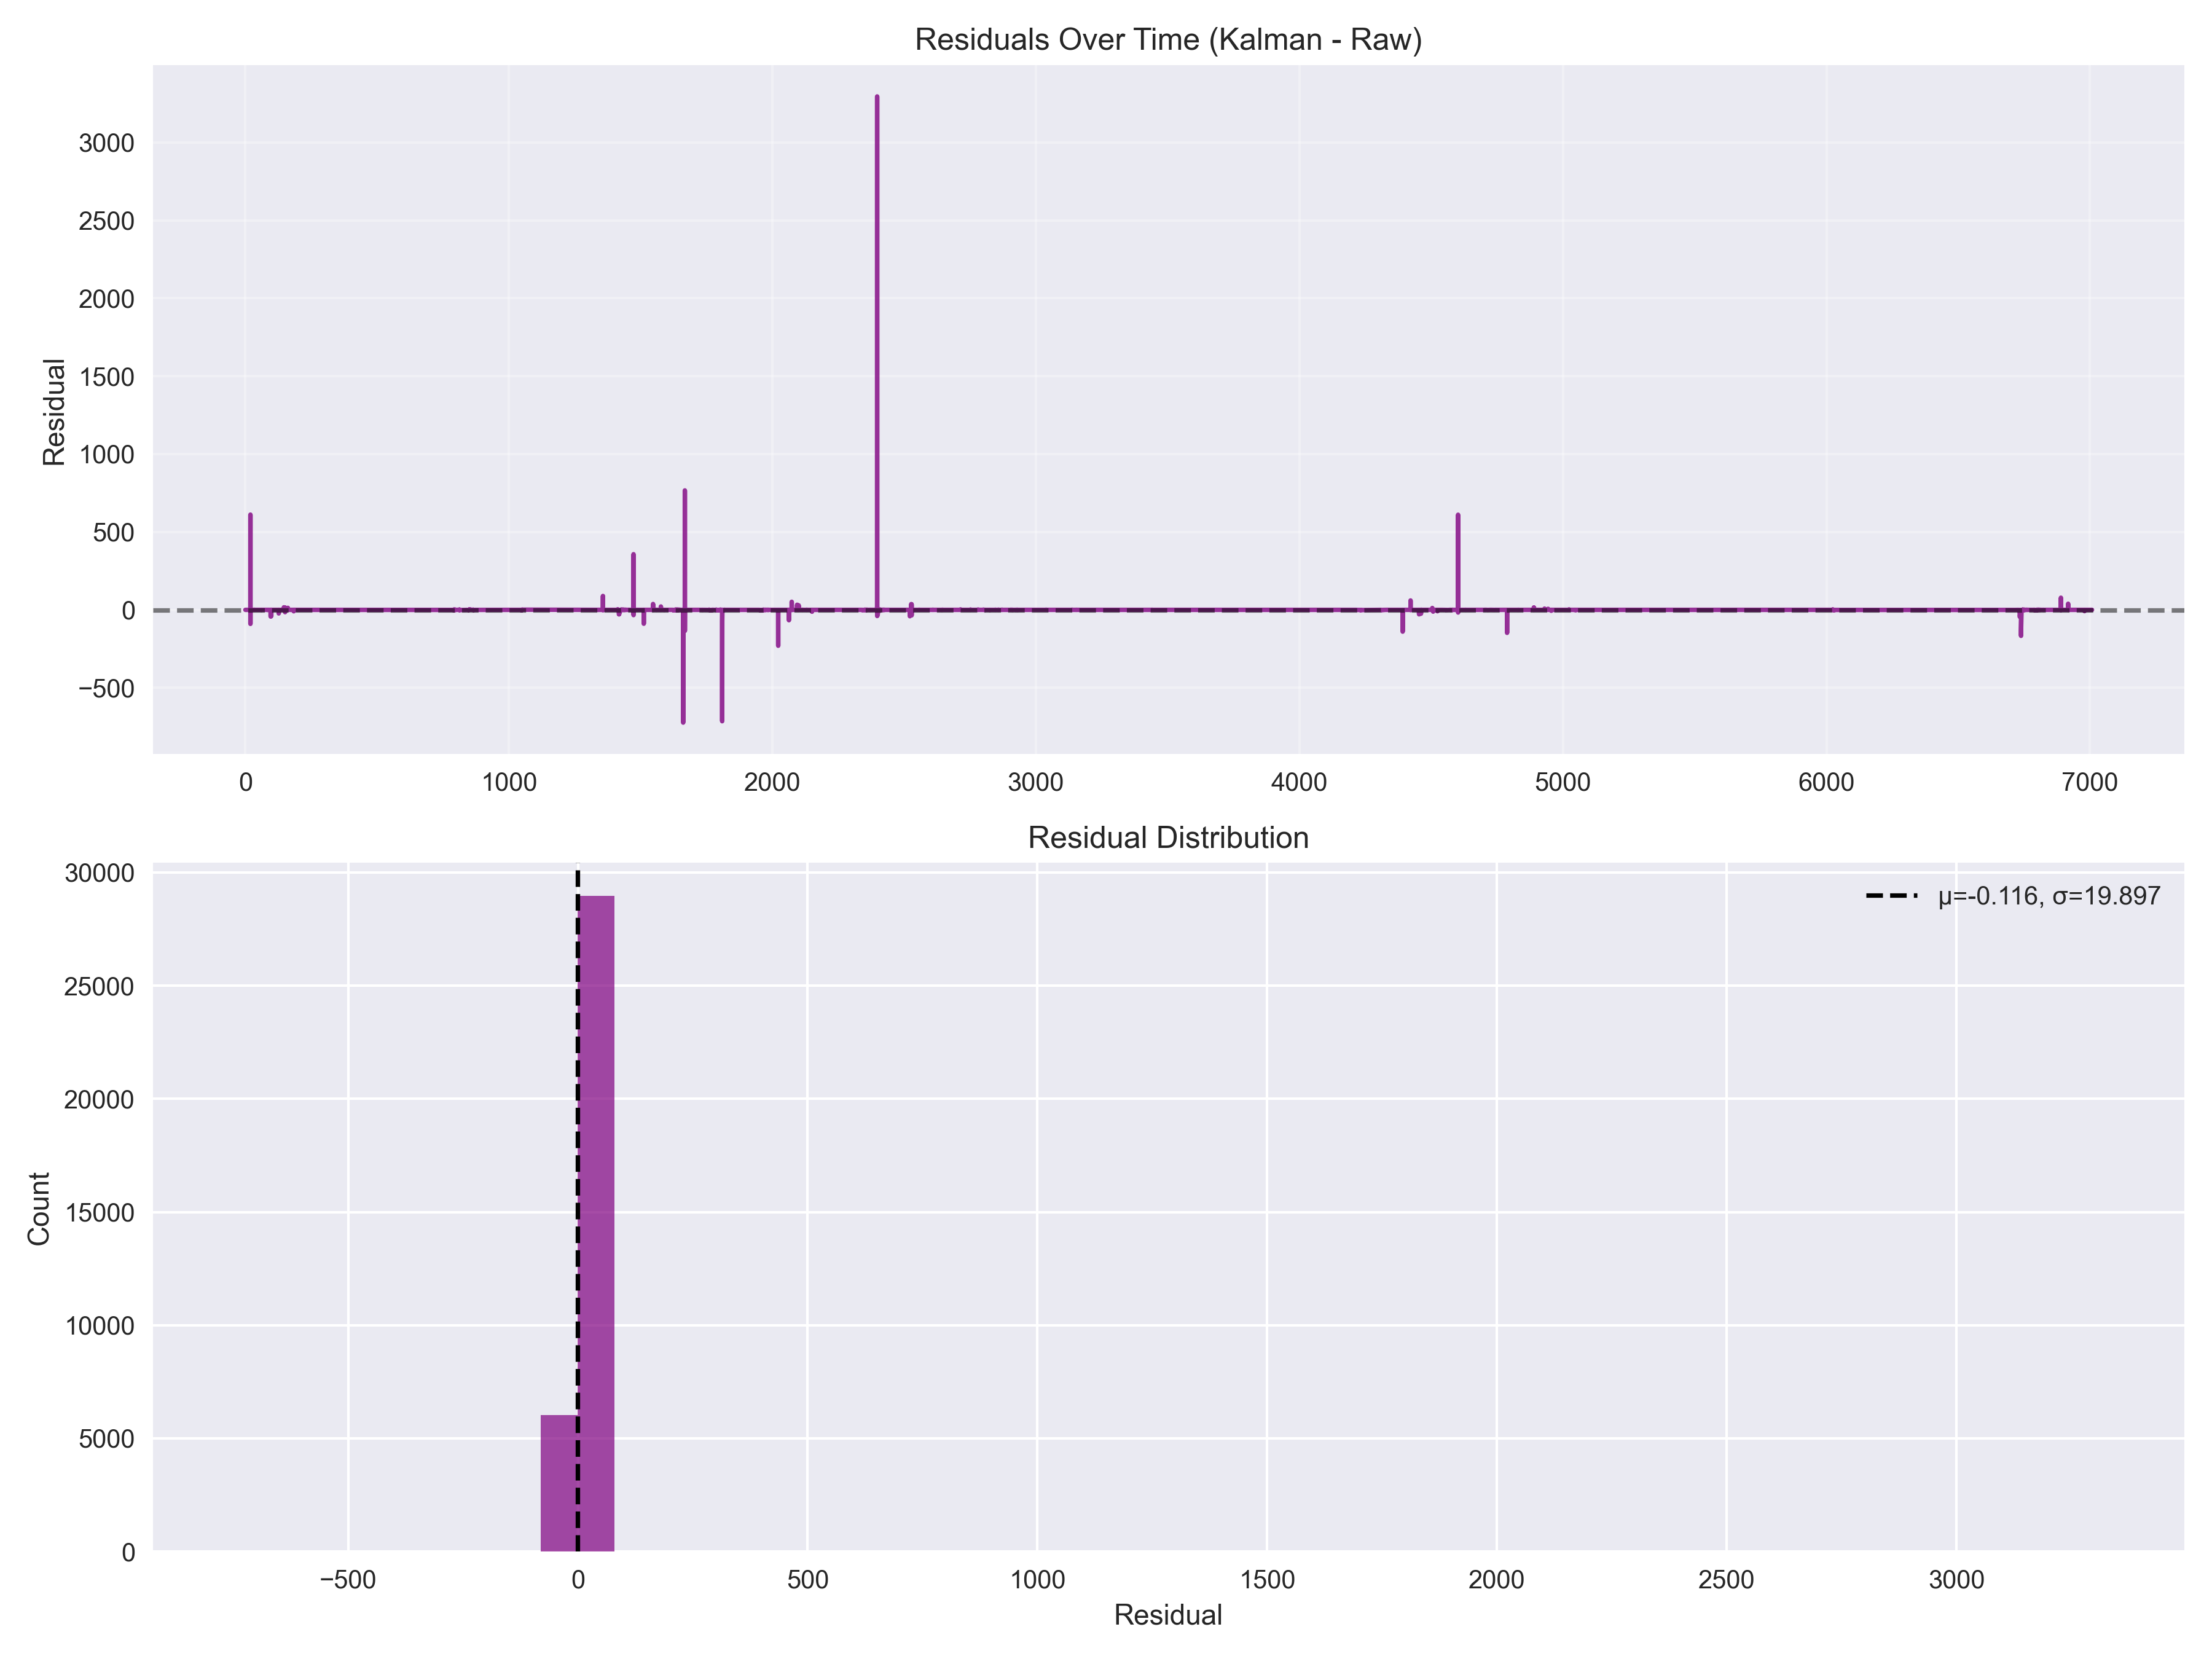 Residuals Over Time (Kalman - Raw)
Residual
3000
2500
2000
1500
1000
500
0
−500
0 1000 2000 3000 4000 5000 6000 7000
Residual Distribution
μ=-0.116, σ=19.897
Count
30000
25000
20000
15000
10000
5000
0
−500 0 500 1000 1500 2000 2500 3000
Residual